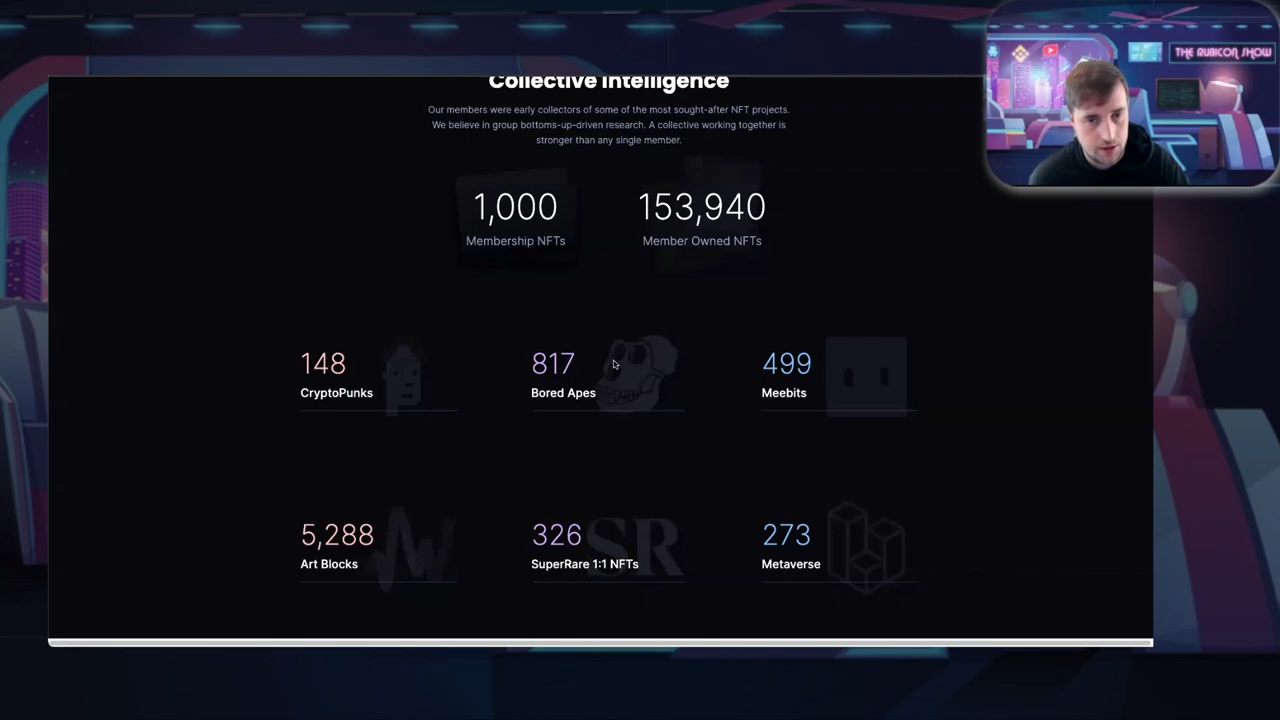 THE RUBICON SHOW
Collective Intelligence
Our members were early collectors of some of the most sought-after NFT projects.
We believe in group bottoms-up-driven research. A collective working together is
stronger than any single member.
1,000
Membership NFTs
153,940
Member Owned NFTs
148
CryptoPunks
817
Bored Apes
499
Meebits
5,288
Art Blocks
326
SuperRare 1:1 NFTs
SR
273
Metaverse